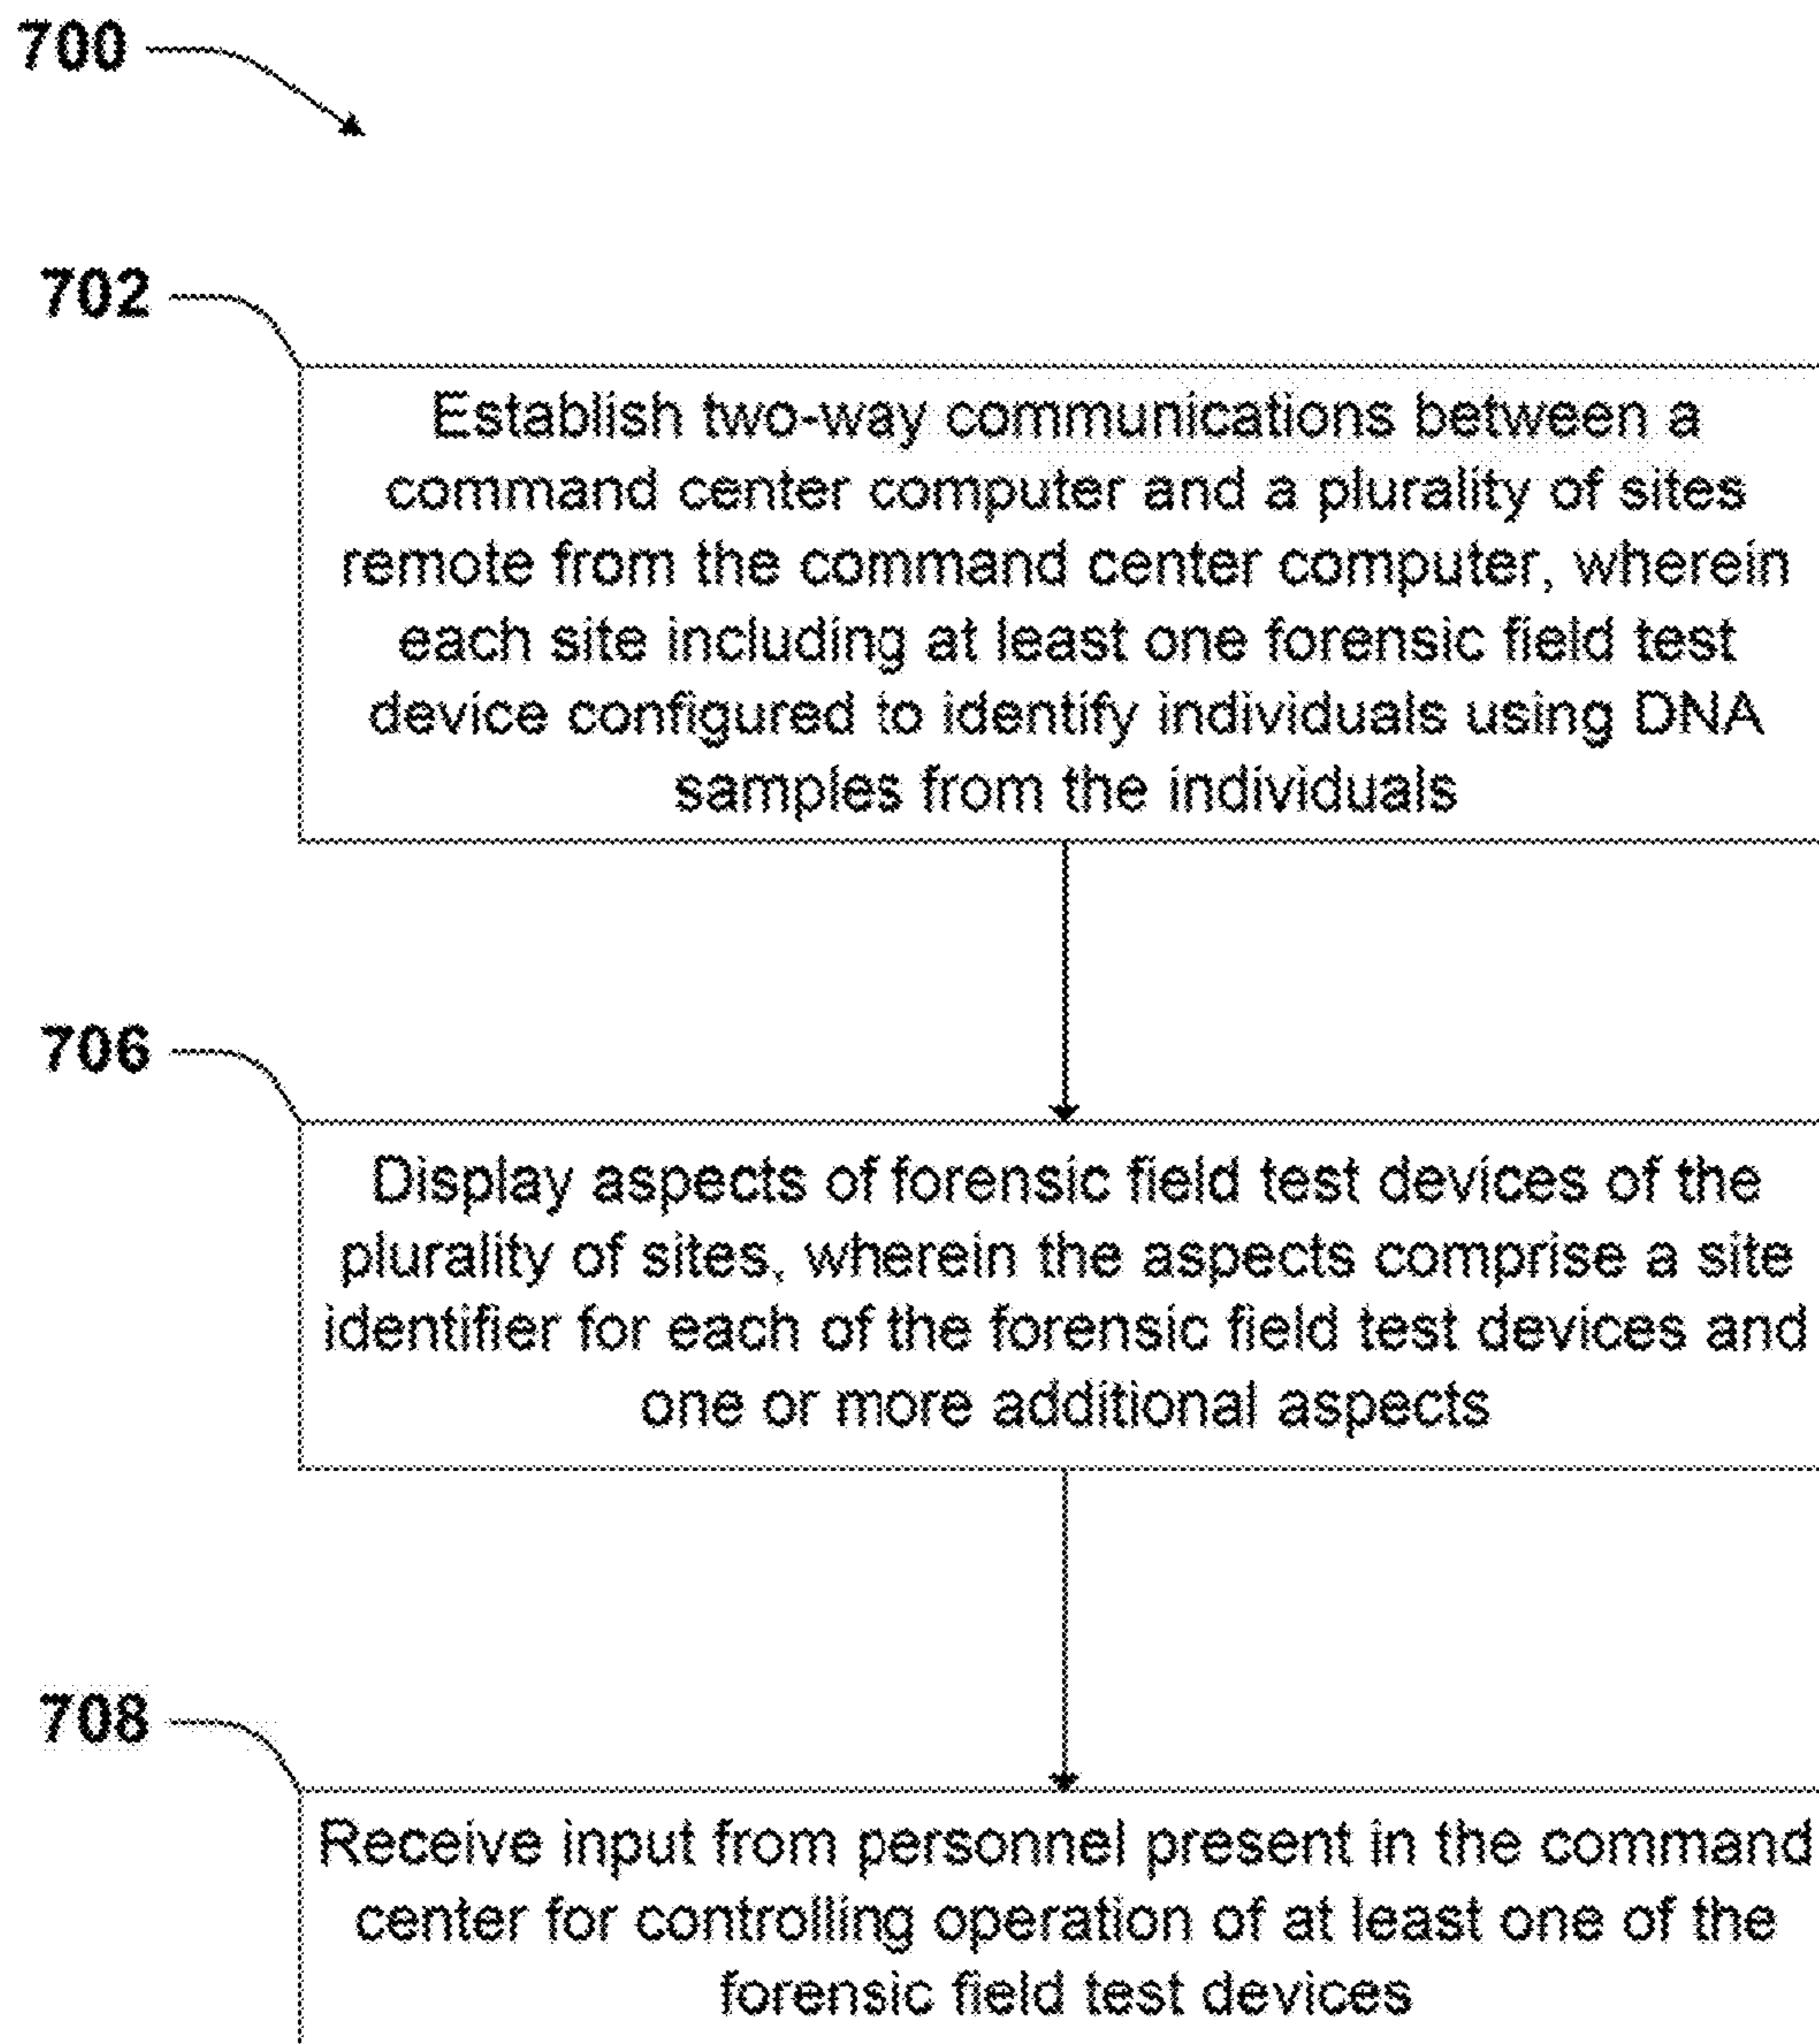 700
702
Establish two-way communications between a
command center computer and a plurality of sites
remote from the command center computer, wherein
each site including at least one forensic field test
device configured to identify individuals using DNA
samples from the individuals
706
Display aspects of forensic field test devices of the
plurality of sites, wherein the aspects comprise a site
identifier for each of the forensic field test devices and
one or more additional aspects
708
Receive input from personnel present in the command
center for controlling operation of at least one of the
forensic field test devices